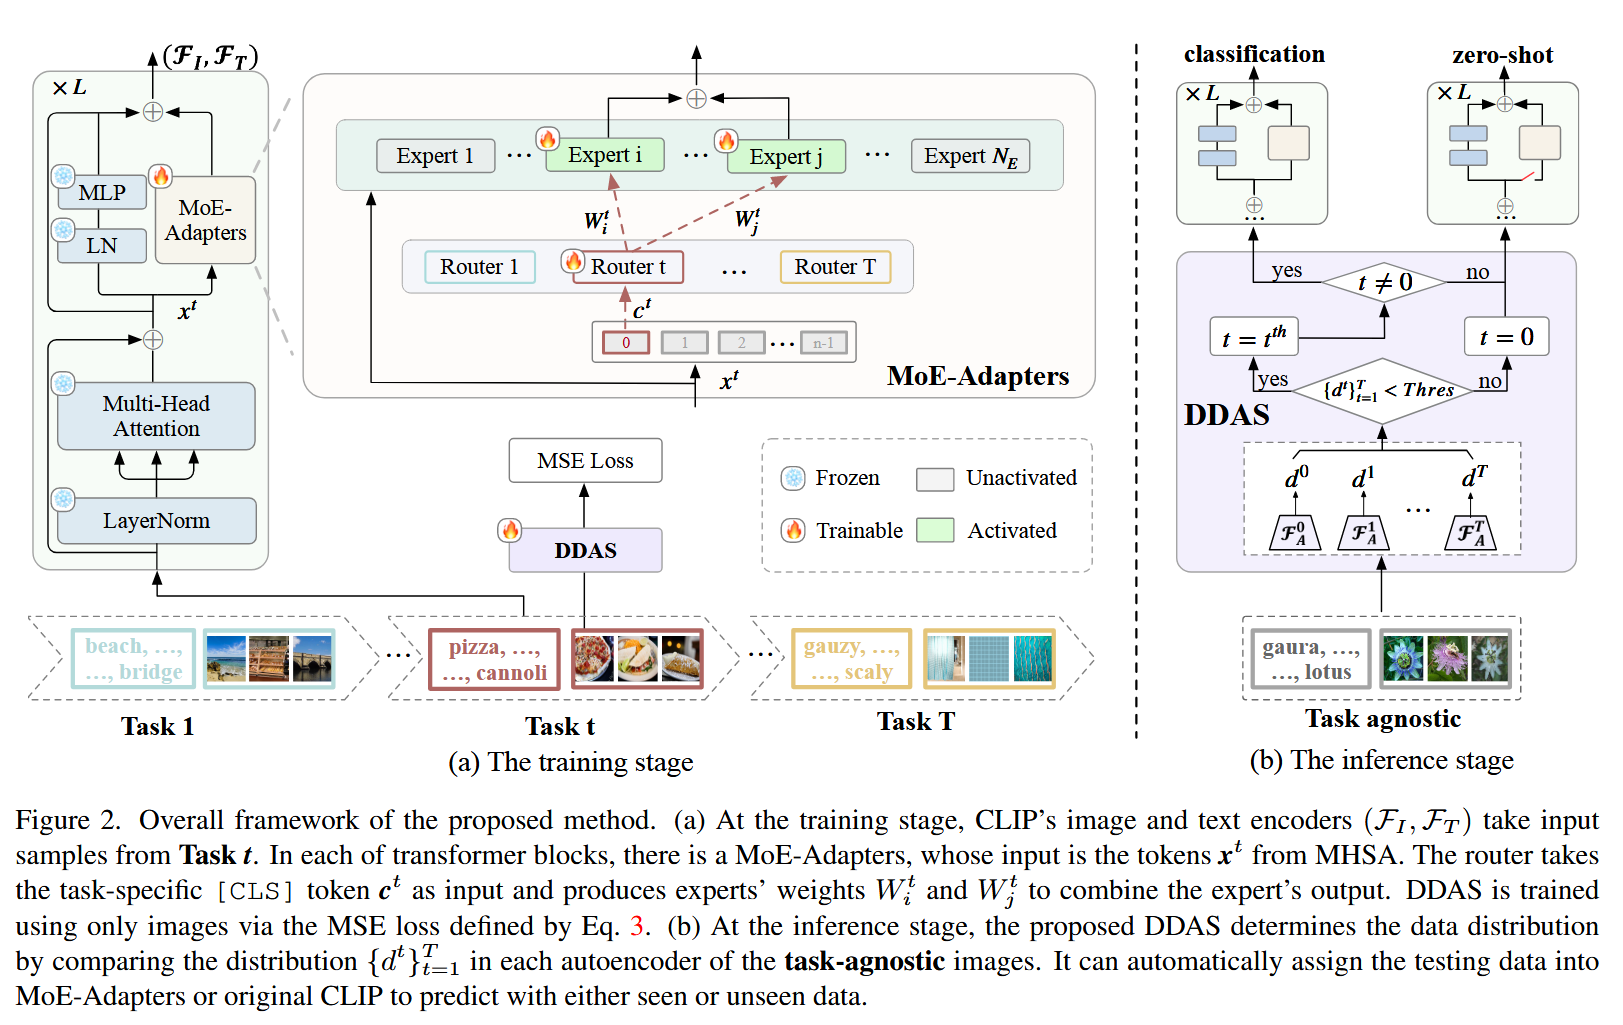 (ℱ_I, ℱ_T)
× L
MLP
LN
MoE-
Adapters
x^t
Multi-Head
Attention
LayerNorm
Expert 1
...
Expert i
...
Expert j
...
Expert N_E
W_i^t
W_j^t
Router 1
Router t
...
Router T
c^t
0
1
2
...
n-1
x^t
MoE-Adapters
MSE Loss
DDAS
Frozen
Unactivated
Trainable
Activated
beach, ...,
..., bridge
...
pizza, ...,
..., cannoli
...
gauzy, ...,
..., scaly
Task 1
Task t
Task T
(a) The training stage
classification
zero-shot
× L
...
× L
...
yes
t ≠ 0
no
t = t^th
t = 0
yes
{d^t}_{t=1}^T < Thres
no
DDAS
d^0
d^1
d^T
...
ℱ_A^0
ℱ_A^1
ℱ_A^T
gaura, ...,
..., lotus
Task agnostic
(b) The inference stage
Figure 2. Overall framework of the proposed method. (a) At the training stage, CLIP's image and text encoders (ℱ_I, ℱ_T) take input
samples from Task t. In each of transformer blocks, there is a MoE-Adapters, whose input is the tokens x^t from MHSA. The router takes
the task-specific [CLS] token c^t as input and produces experts' weights W_i^t and W_j^t to combine the expert's output. DDAS is trained
using only images via the MSE loss defined by Eq. 3. (b) At the inference stage, the proposed DDAS determines the data distribution
by comparing the distribution {d^t}_{t=1}^T in each autoencoder of the task-agnostic images. It can automatically assign the testing data into
MoE-Adapters or original CLIP to predict with either seen or unseen data.